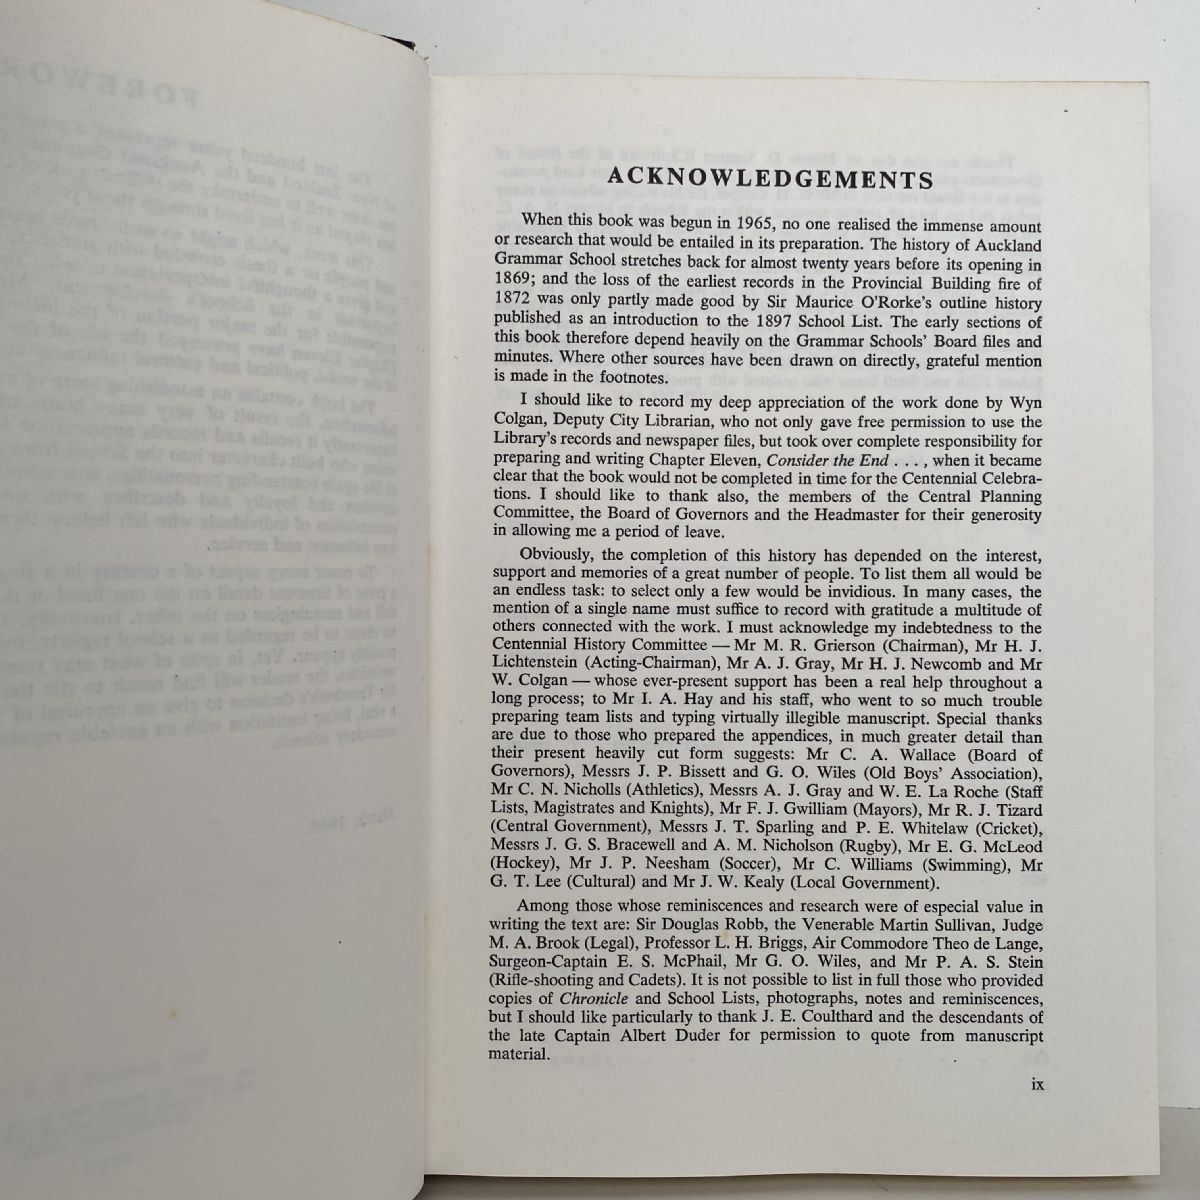 ACKNOWLEDGEMENTS
When this book was begun in 1965, no one realised the immense amount
or research that would be entailed in its preparation. The history of Auckland
Grammar School stretches back for almost twenty years before its opening in
1869; and the loss of the earliest records in the Provincial Building fire of
1872 was only partly made good by Sir Maurice O'Rorke's outline history
published as an introduction to the 1897 School List. The early sections of
this book therefore depend heavily on the Grammar Schools' Board files and
minutes. Where other sources have been drawn on directly, grateful mention
is made in the footnotes.
I should like to record my deep appreciation of the work done by Wyn
Colgan, Deputy City Librarian, who not only gave free permission to use the
Library's records and newspaper files, but took over complete responsibility for
preparing and writing Chapter Eleven, Consider the End . . . , when it became
clear that the book would not be completed in time for the Centennial Celebra-
tions. I should like to thank also, the members of the Central Planning
Committee, the Board of Governors and the Headmaster for their generosity
in allowing me a period of leave.
Obviously, the completion of this history has depended on the interest,
support and memories of a great number of people. To list them all would be
an endless task: to select only a few would be invidious. In many cases, the
mention of a single name must suffice to record with gratitude a multitude of
others connected with the work. I must acknowledge my indebtedness to the
Centennial History Committee — Mr M. R. Grierson (Chairman), Mr H. J.
Lichtenstein (Acting-Chairman), Mr A. J. Gray, Mr H. J. Newcomb and Mr
W. Colgan — whose ever-present support has been a real help throughout a
long process; to Mr I. A. Hay and his staff, who went to so much trouble
preparing team lists and typing virtually illegible manuscript. Special thanks
are due to those who prepared the appendices, in much greater detail than
their present heavily cut form suggests: Mr C. A. Wallace (Board of
Governors), Messrs J. P. Bissett and G. O. Wiles (Old Boys' Association),
Mr C. N. Nicholls (Athletics), Messrs A. J. Gray and W. E. La Roche (Staff
Lists, Magistrates and Knights), Mr F. J. Gwilliam (Mayors), Mr R. J. Tizard
(Central Government), Messrs J. T. Sparling and P. E. Whitelaw (Cricket),
Messrs J. G. S. Bracewell and A. M. Nicholson (Rugby), Mr E. G. McLeod
(Hockey), Mr J. P. Neesham (Soccer), Mr C. Williams (Swimming), Mr
G. T. Lee (Cultural) and Mr J. W. Kealy (Local Government).
Among those whose reminiscences and research were of especial value in
writing the text are: Sir Douglas Robb, the Venerable Martin Sullivan, Judge
M. A. Brook (Legal), Professor L. H. Briggs, Air Commodore Theo de Lange,
Surgeon-Captain E. S. McPhail, Mr G. O. Wiles, and Mr P. A. S. Stein
(Rifle-shooting and Cadets). It is not possible to list in full those who provided
copies of Chronicle and School Lists, photographs, notes and reminiscences,
but I should like particularly to thank J. E. Coulthard and the descendants of
the late Captain Albert Duder for permission to quote from manuscript
material.
ix